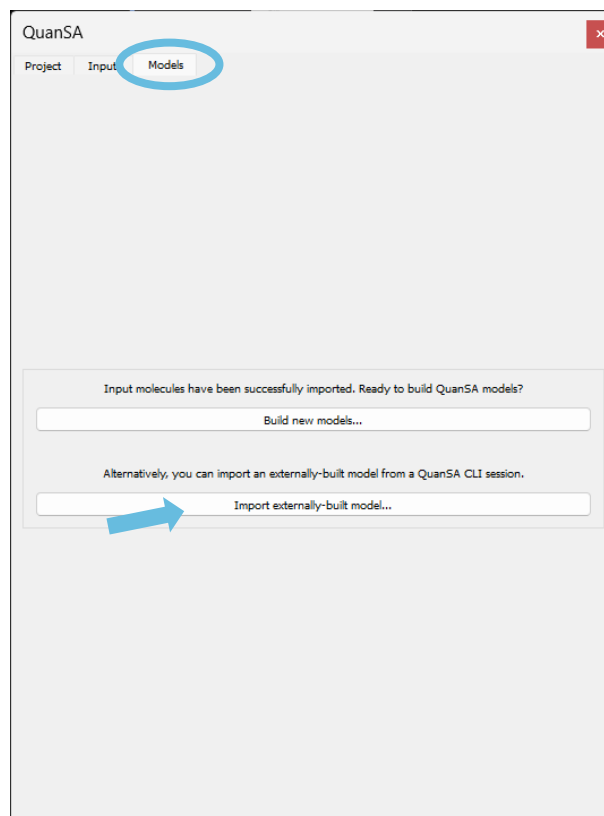 QuanSA
Project Input Models
Input molecules have been successfully imported. Ready to build QuanSA models?
Build new models...
Alternatively, you can import an externally-built model from a QuanSA CLI session.
Import externally-built model...